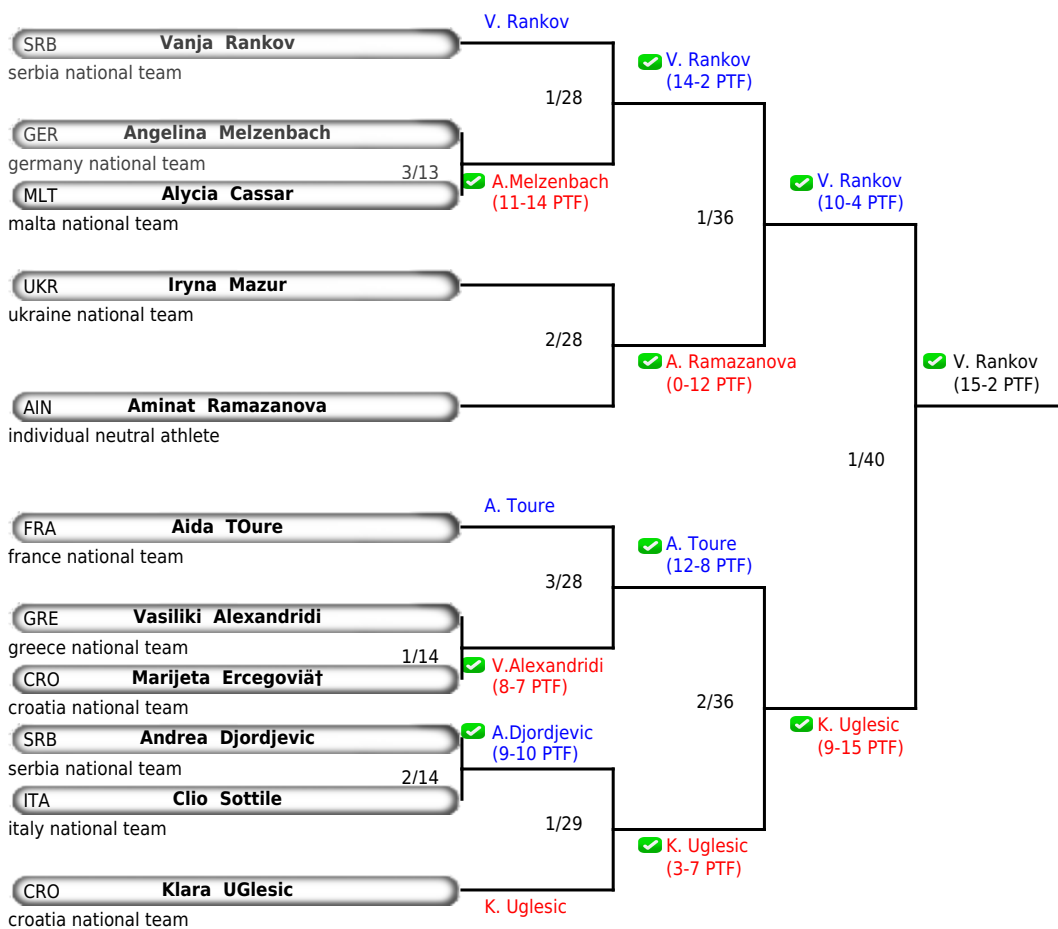 V. Rankov
SRB Vanja Rankov
serbia national team
V. Rankov
(14-2 PTF)
1/28
GER Angelina Melzenbach
germany national team
3/13
A.Melzenbach
(11-14 PTF)
MLT Alycia Cassar
malta national team
V. Rankov
(10-4 PTF)
1/36
UKR Iryna Mazur
ukraine national team
2/28
A. Ramazanova
(0-12 PTF)
V. Rankov
(15-2 PTF)
AIN Aminat Ramazanova
individual neutral athlete
1/40
A. Toure
FRA Aida TOure
france national team
A. Toure
(12-8 PTF)
3/28
GRE Vasiliki Alexandridi
greece national team
1/14
V.Alexandridi
(8-7 PTF)
CRO Marijeta Ercegoviä†
croatia national team
2/36
K. Uglesic
(9-15 PTF)
A.Djordjevic
(9-10 PTF)
SRB Andrea Djordjevic
serbia national team
2/14
ITA Clio Sottile
italy national team
1/29
K. Uglesic
(3-7 PTF)
CRO Klara UGlesic
croatia national team
K. Uglesic